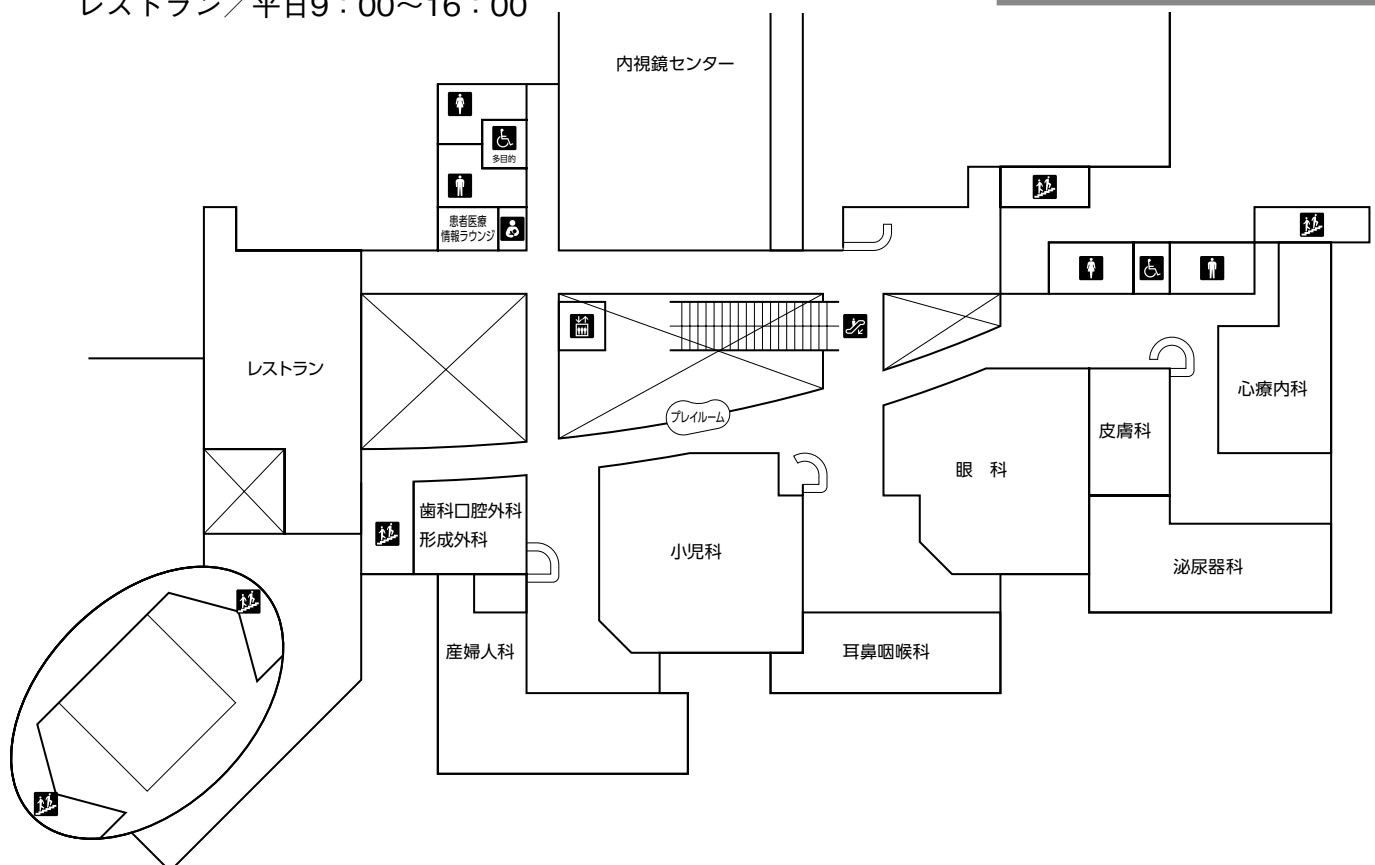 レストラン／平日9：00～16：00
内視鏡センター
多目的
患者医療
情報ラウンジ
レストラン
プレイルーム
心療内科
皮膚科
眼　科
歯科口腔外科
形成外科
小児科
泌尿器科
産婦人科
耳鼻咽喉科